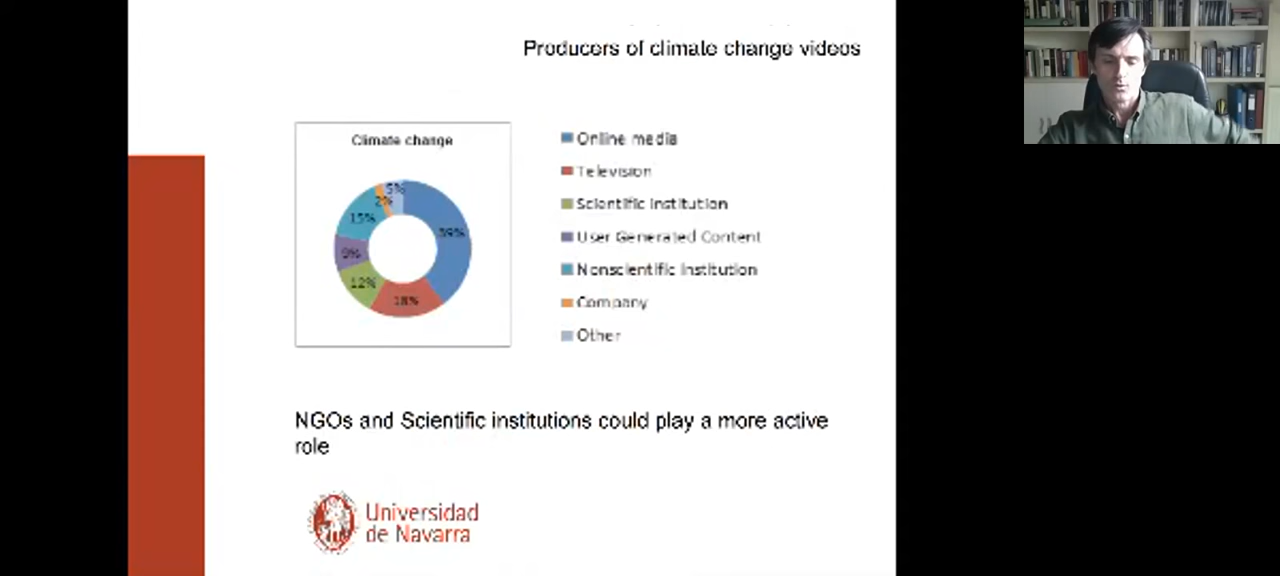 Producers of climate change videos
Climate change
5%
2%
15%
39%
9%
12%
18%
Online media
Television
Scientific Institution
User Generated Content
Nonscientific Institution
Company
Other
NGOs and Scientific institutions could play a more active
role
Universidad
de Navarra